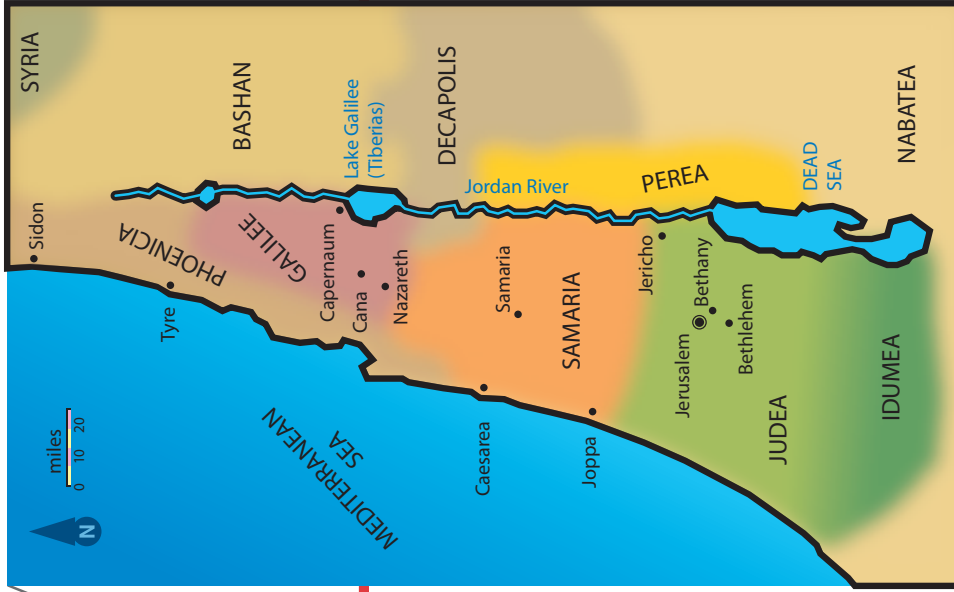 SYRIA
Sidon
PHOENICIA
Tyre
BASHAN
GALILEE
Lake Galilee
(Tiberias)
Capernaum
Cana
Nazareth
DECAPOLIS
miles
0 10 20
N
MEDITERRANEAN
SEA
Caesarea
Samaria
Jordan River
SAMARIA
Joppa
PEREA
Jericho
Jerusalem
Bethany
Bethlehem
JUDEA
DEAD
SEA
IDUMEA
NABATEA